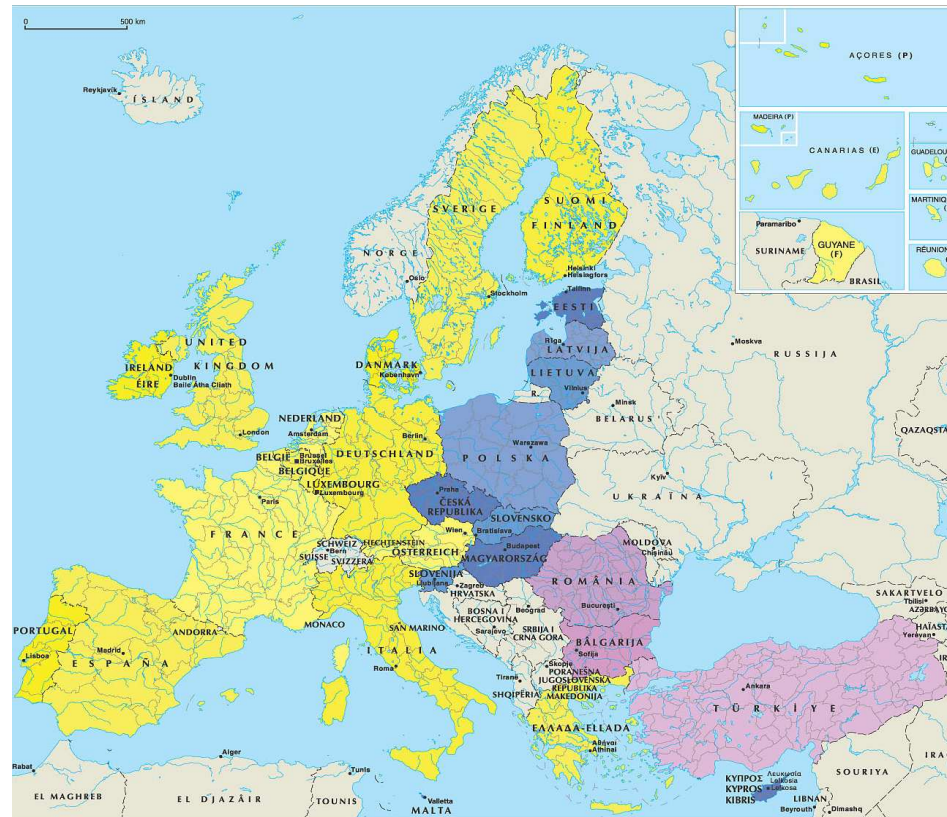 0 500 km
Reykjavík
ÍSLAND
AÇORES (P)
MADEIRA (P)
CANARIAS (E)
GUADELOU
MARTINIQ
RÉUNION
Paramaribo
SURINAME
GUYANE
(F)
BRASIL
SVERIGE
SUOMI
FINLAND
NORGE
Oslo
Helsinki
Helsingfors
Stockholm
Tallinn
EESTI
Rīga
LATVIJA
LIETUVA
Vilnius
R.
Moskva
RUSSIJA
Minsk
BELARUS'
UNITED
KINGDOM
IRELAND
ÉIRE
Dublin
Baile Átha Cliath
London
DANMARK
København
NEDERLAND
Amsterdam
BELGIË
Brussel
Bruxelles
BELGIQUE
LUXEMBOURG
Luxembourg
Berlin
DEUTSCHLAND
Warszawa
POLSKA
Praha
ČESKÁ
REPUBLIKA
SLOVENSKO
Bratislava
Wien
ÖSTERREICH
LIECHTENSTEIN
Budapest
MAGYARORSZÁG
Kyiv
UKRAÏNA
QAZAQSTA
MOLDOVA
Chişinău
Paris
FRANCE
SCHWEIZ
Bern
SUISSE
SVIZZERA
SLOVENIJA
Ljubljana
Zagreb
HRVATSKA
BOSNA I
HERCEGOVINA
Sarajevo
Beograd
SRBIJA I
CRNA GORA
ROMÂNIA
Bucureşti
BÂLGARIJA
Sofija
Skopje
PORANEŠNA
JUGOSLOVENSKA
REPUBLIKA
MAKEDONIJA
Tiranë
SHQIPËRIA
ΕΛΛΑΔΑ-ELLADA
Αθήναι
Athinai
PORTUGAL
Lisboa
Madrid
ESPAÑA
ANDORRA
MONACO
SAN MARINO
ITALIA
Roma
SAKARTVELO
Tbilisi
AZƏRBAY
HAÏAST
Yerevan
IR
Ankara
TÜRKİYE
Rabat
EL MAGHREB
Alger
EL DJAZÀIR
Tunis
TOUNIS
Valletta
MALTA
ΚΥΠΡΟΣ
KYPROS
KIBRIS
Λευκωσία
Lefkosia
Lefkosa
SOURIYA
IRA
LIBNAN
Beyrouth
Dimashq